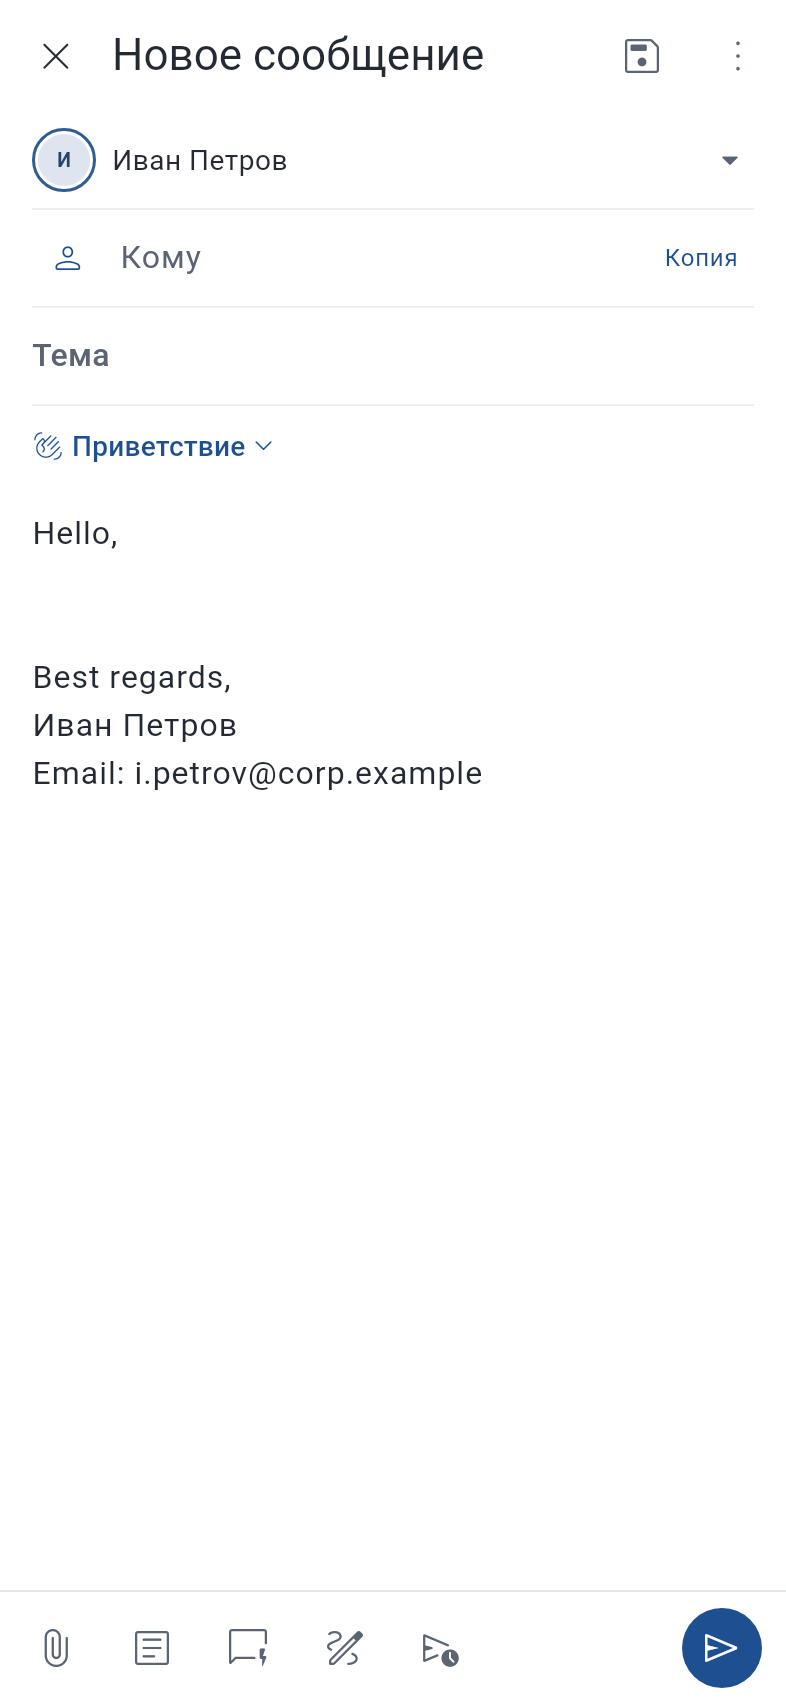 Новое сообщение
И
Иван Петров
Кому
Копия
Тема
Приветствие
Hello,
Best regards,
Иван Петров
Email: i.petrov@corp.example